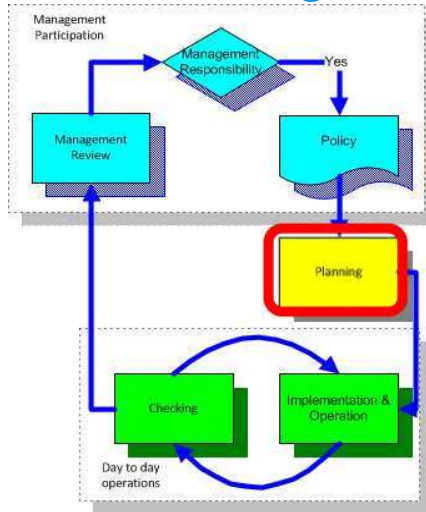 Management
Participation
Management
Responsibility
Yes
Management
Review
Policy
Planning
Checking
Implementation &
Operation
Day to day
operations